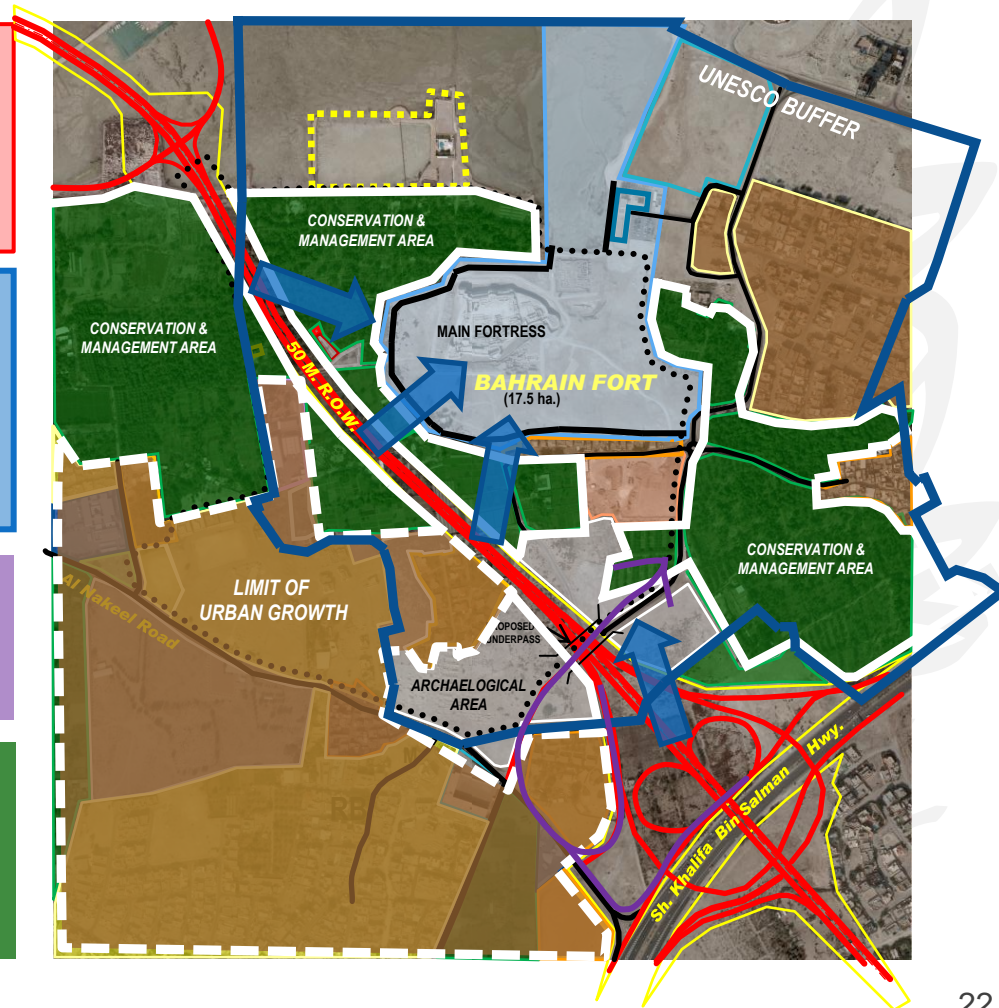 UNESCO BUFFER
CONSERVATION &
MANAGEMENT AREA
CONSERVATION &
MANAGEMENT AREA
MAIN FORTRESS
50 M. R.O.W.
BAHRAIN FORT
(17.5 ha.)
CONSERVATION &
MANAGEMENT AREA
LIMIT OF
URBAN GROWTH
Al Nakeel Road
OPOSED
UNDERPASS
ARCHAELOGICAL
AREA
Sh. Khalifa Bin Salman Hwy.
22